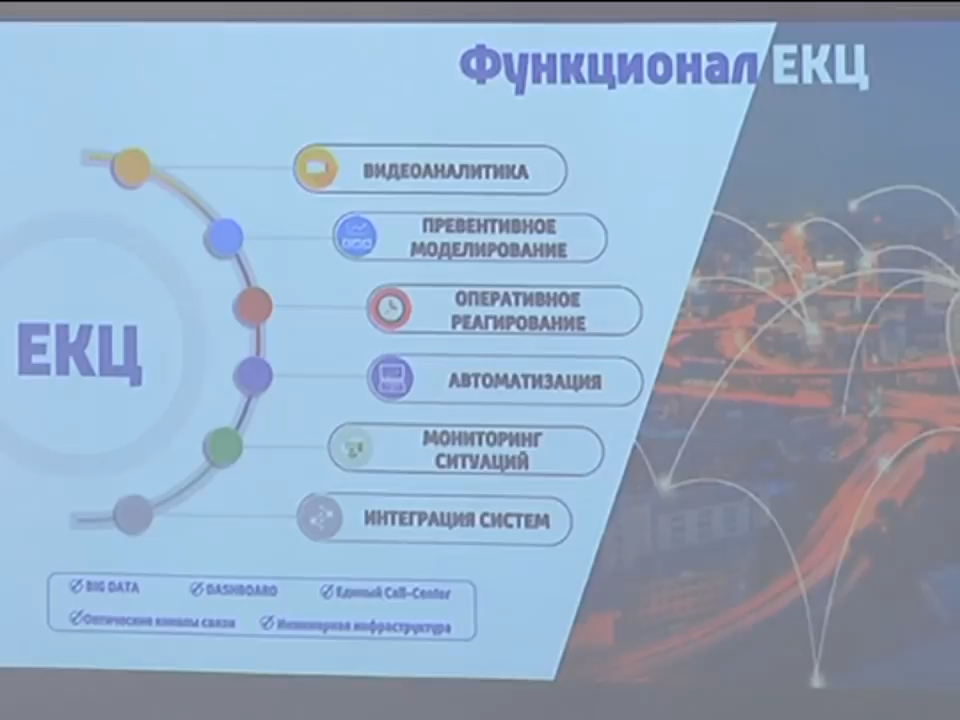 Функционал ЕКЦ
ВИДЕОАНАЛИТИКА
ПРЕВЕНТИВНОЕ
МОДЕЛИРОВАНИЕ
ОПЕРАТИВНОЕ
РЕАГИРОВАНИЕ
ЕКЦ
АВТОМАТИЗАЦИЯ
МОНИТОРИНГ
СИТУАЦИЙ
ИНТЕГРАЦИЯ СИСТЕМ
BIG DATA
DASHBOARD
Единый Call-Center
Оптические каналы связи
Инженерная инфраструктура